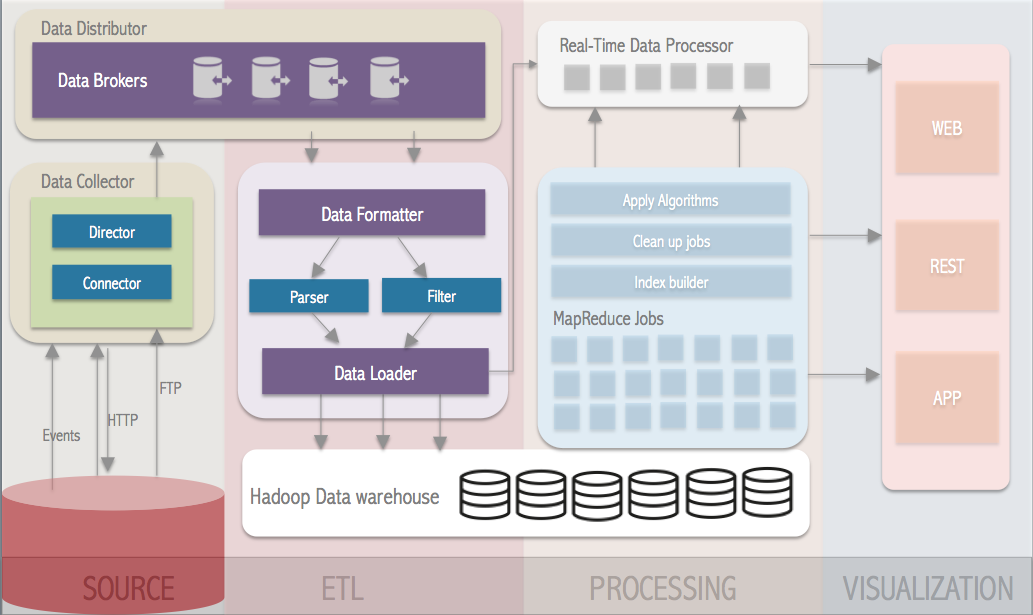 Data Distributor
Data Brokers
Data Collector
Director
Connector
Events
HTTP
FTP
Data Formatter
Parser
Filter
Data Loader
Hadoop Data warehouse
Real-Time Data Processor
Apply Algorithms
Clean up jobs
Index builder
MapReduce Jobs
WEB
REST
APP
SOURCE
ETL
PROCESSING
VISUALIZATION